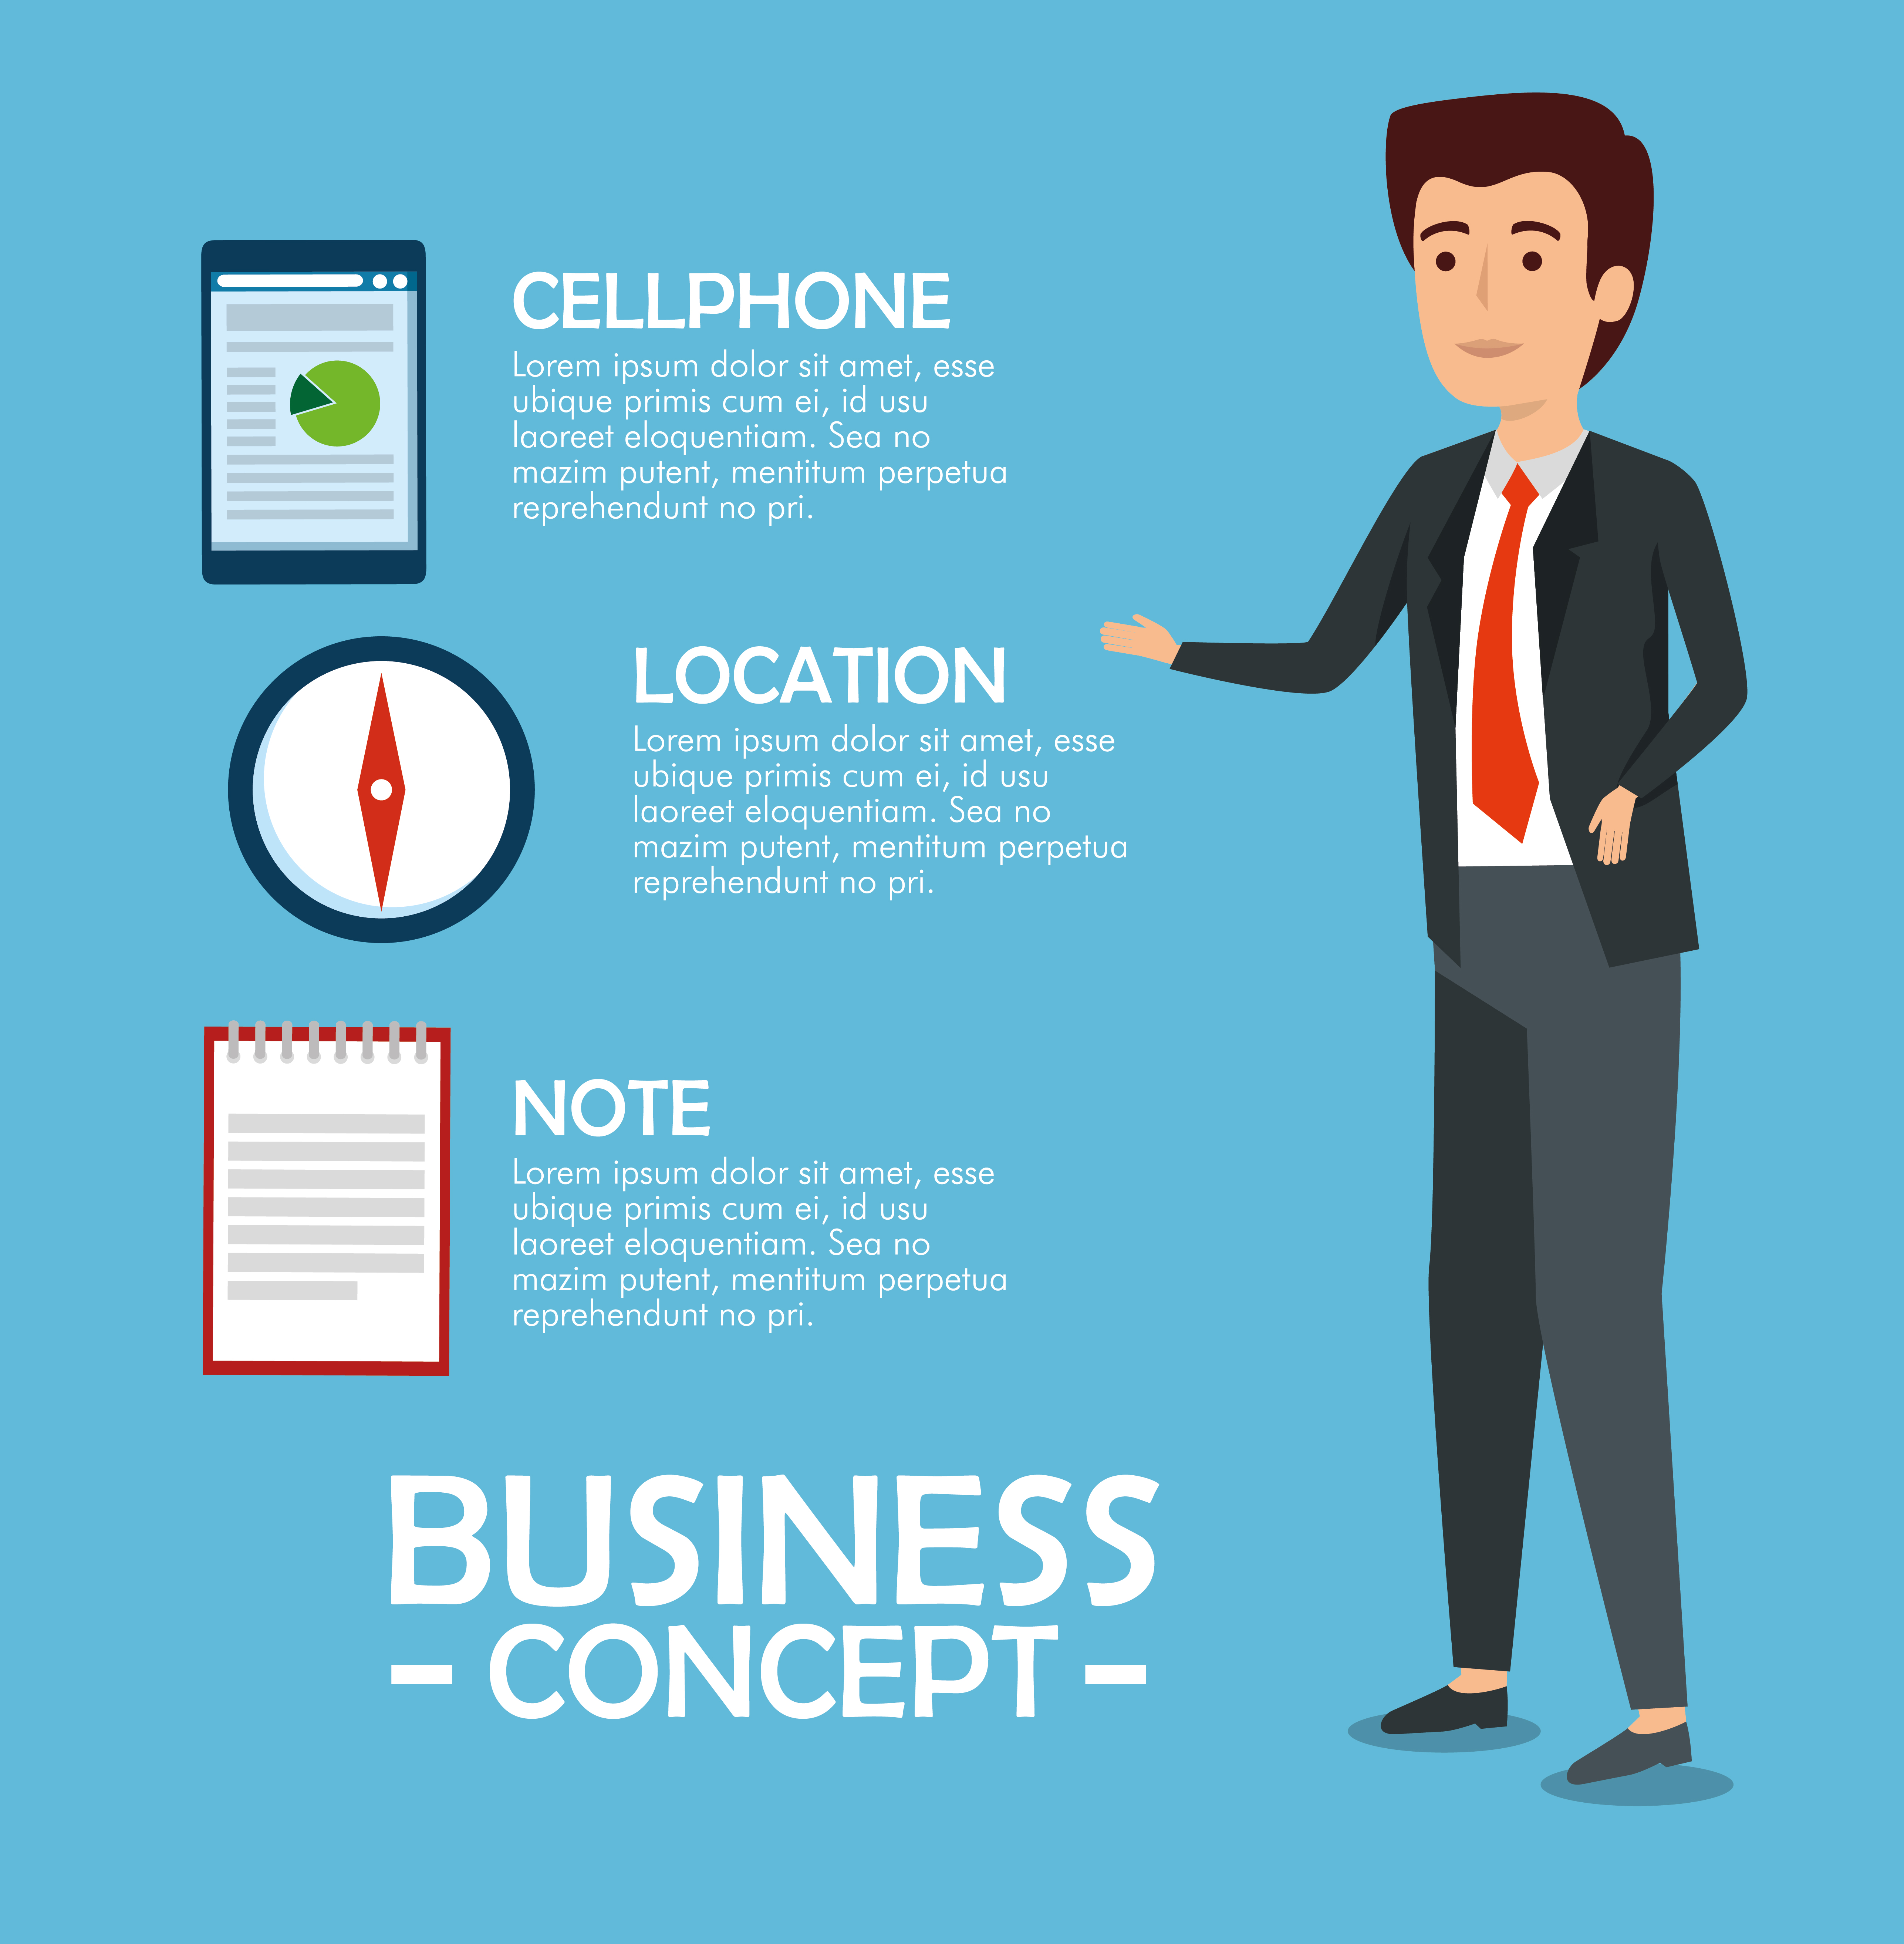 CELLPHONE
Lorem ipsum dolor sit amet, esse
ubique primis cum ei, id usu
laoreet eloquentiam. Sea no
mazim putent, mentitum perpetua
reprehendunt no pri.
LOCATION
Lorem ipsum dolor sit amet, esse
ubique primis cum ei, id usu
laoreet eloquentiam. Sea no
mazim putent, mentitum perpetua
reprehendunt no pri.
NOTE
Lorem ipsum dolor sit amet, esse
ubique primis cum ei, id usu
laoreet eloquentiam. Sea no
mazim putent, mentitum perpetua
reprehendunt no pri.
BUSINESS
- CONCEPT -